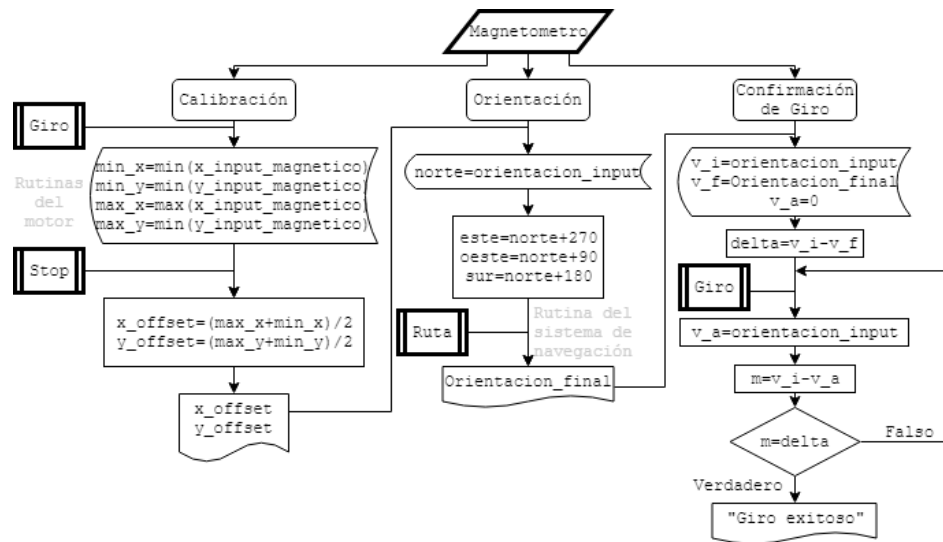 Magnetometro
Calibración
Giro
min_x=min(x_input_magnetico)
min_y=min(y_input_magnetico)
max_x=max(x_input_magnetico)
max_y=min(y_input_magnetico)
Rutinas
del
motor
Stop
x_offset=(max_x+min_x)/2
y_offset=(max_y+min_y)/2
x_offset
y_offset
Orientación
norte=orientacion_input
este=norte+270
oeste=norte+90
sur=norte+180
Ruta
Rutina del
sistema de
navegación
Orientacion_final
Confirmación
de Giro
v_i=orientacion_input
v_f=Orientacion_final
v_a=0
delta=v_i-v_f
Giro
v_a=orientacion_input
m=v_i-v_a
m=delta
Falso
Verdadero
"Giro exitoso"